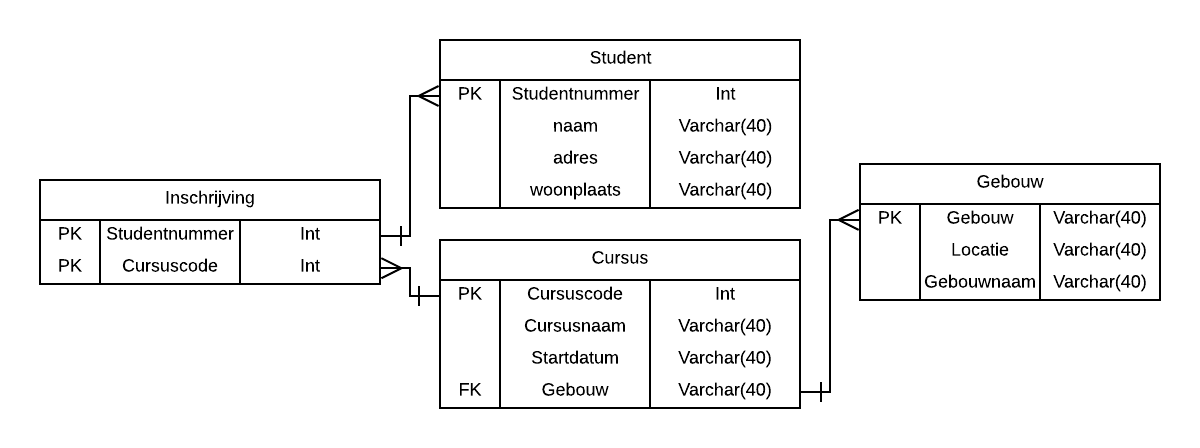 Student
PK Studentnummer Int
naam Varchar(40)
adres Varchar(40)
woonplaats Varchar(40)
Inschrijving
PK Studentnummer Int
PK Cursuscode Int
Cursus
PK Cursuscode Int
Cursusnaam Varchar(40)
Startdatum Varchar(40)
FK Gebouw Varchar(40)
Gebouw
PK Gebouw Varchar(40)
Locatie Varchar(40)
Gebouwnaam Varchar(40)